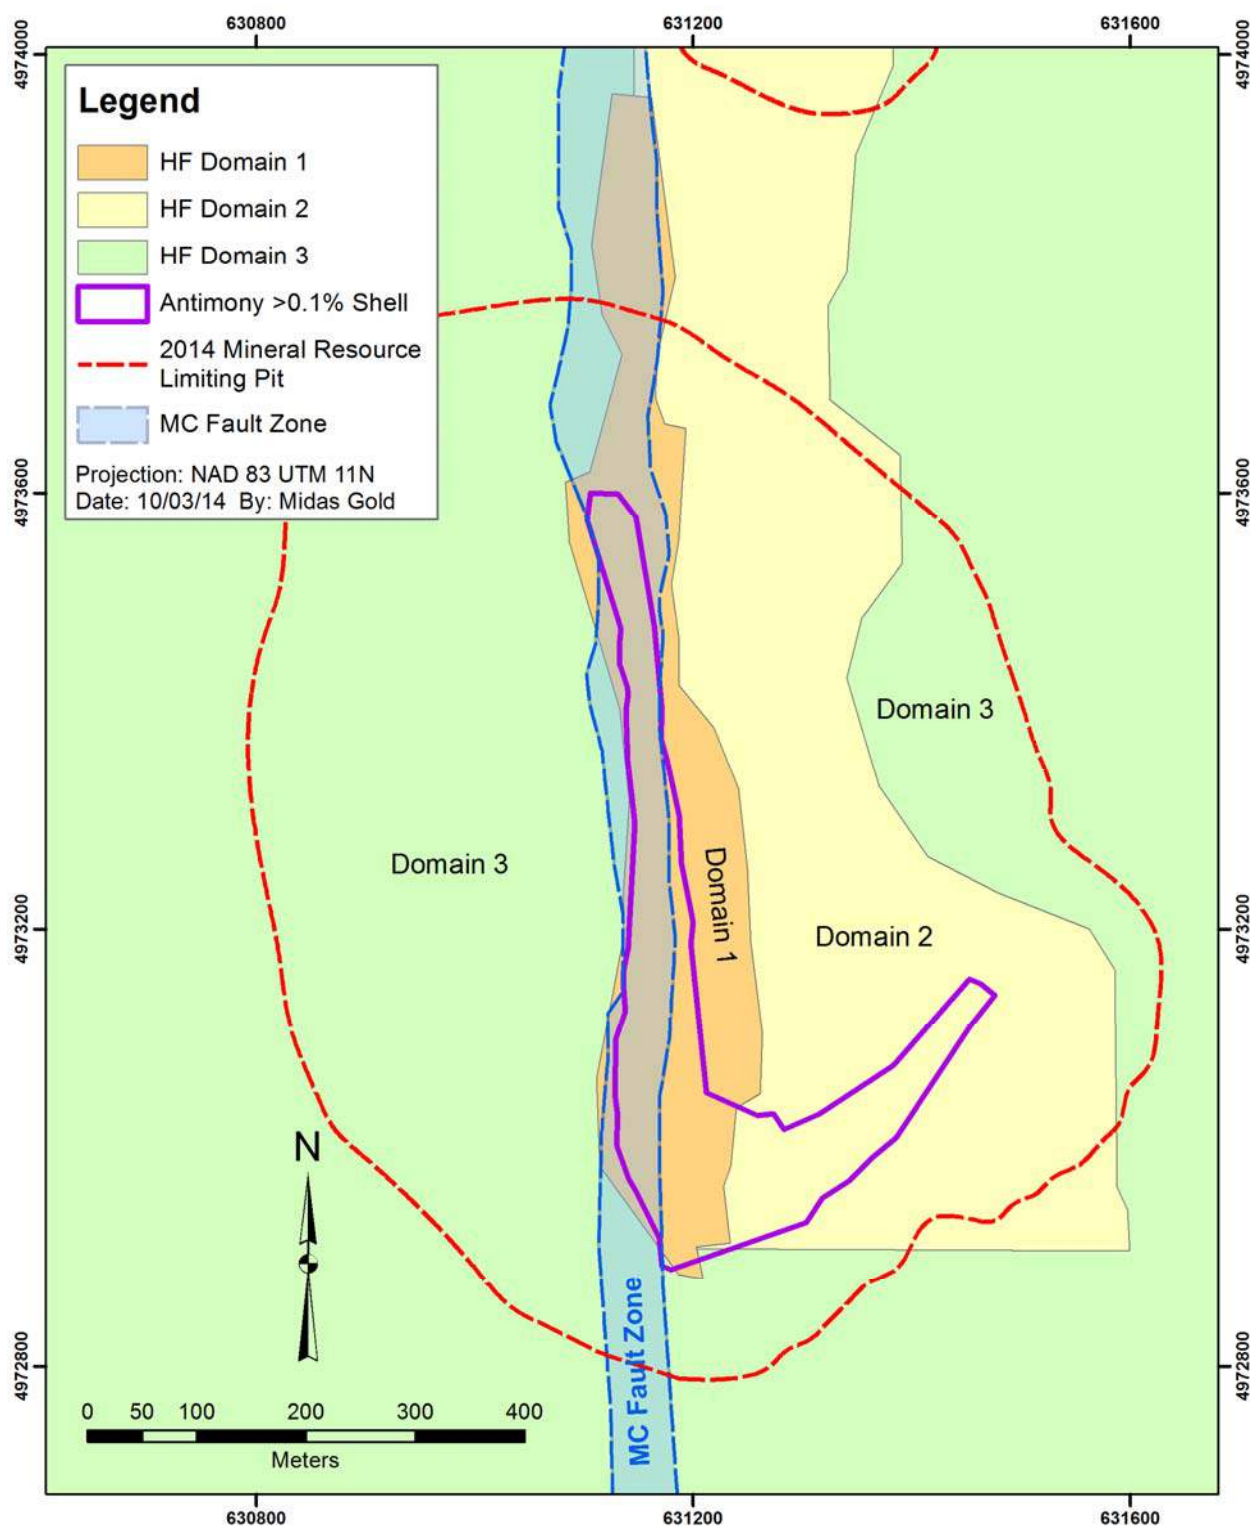 630800 631200 631600
4974000 4974000
Legend
HF Domain 1
HF Domain 2
HF Domain 3
Antimony >0.1% Shell
2014 Mineral Resource
Limiting Pit
MC Fault Zone
Projection: NAD 83 UTM 11N
Date: 10/03/14 By: Midas Gold
4973600 4973600
Domain 3
Domain 3
Domain 1
Domain 2
4973200 4973200
N
MC Fault Zone
4972800 4972800
0 50 100 200 300 400
Meters
630800 631200 631600